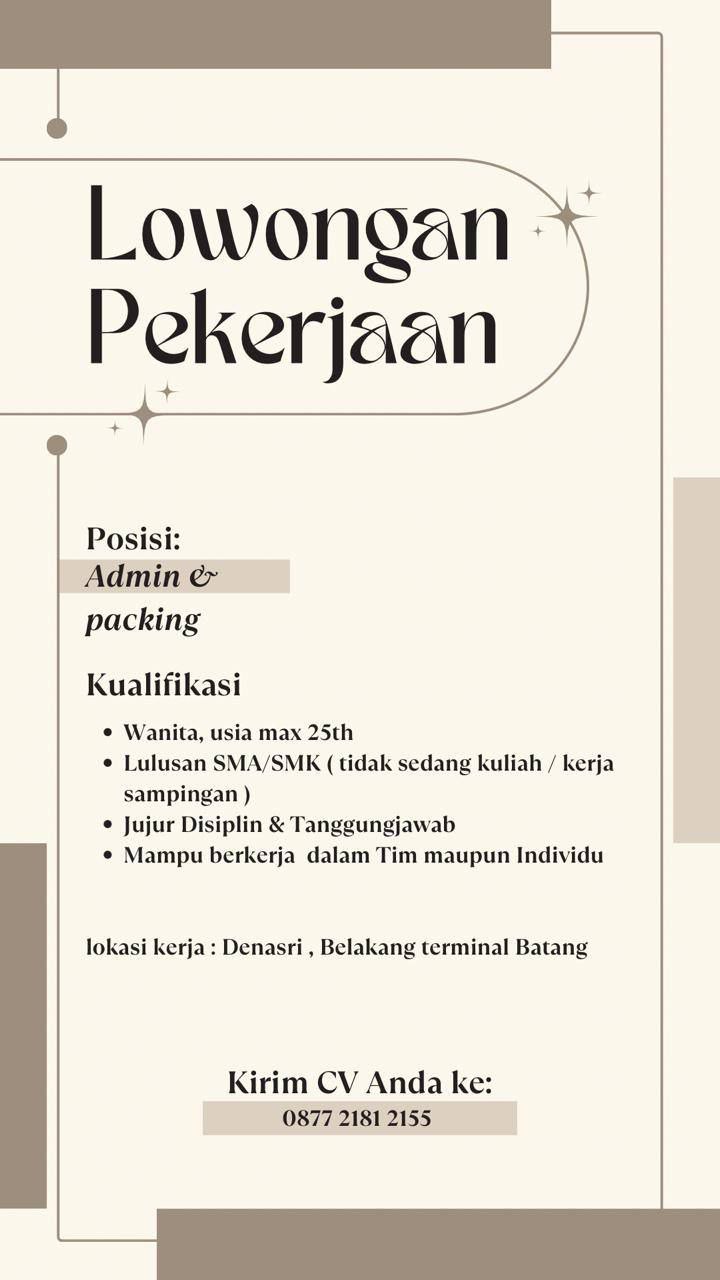 Lowongan
Pekerjaan
Posisi:
Admin &
packing
Kualifikasi
• Wanita, usia max 25th
• Lulusan SMA/SMK ( tidak sedang kuliah / kerja
sampingan )
• Jujur Disiplin & Tanggungjawab
• Mampu berkerja  dalam Tim maupun Individu
lokasi kerja : Denasri , Belakang terminal Batang
Kirim CV Anda ke:
0877 2181 2155